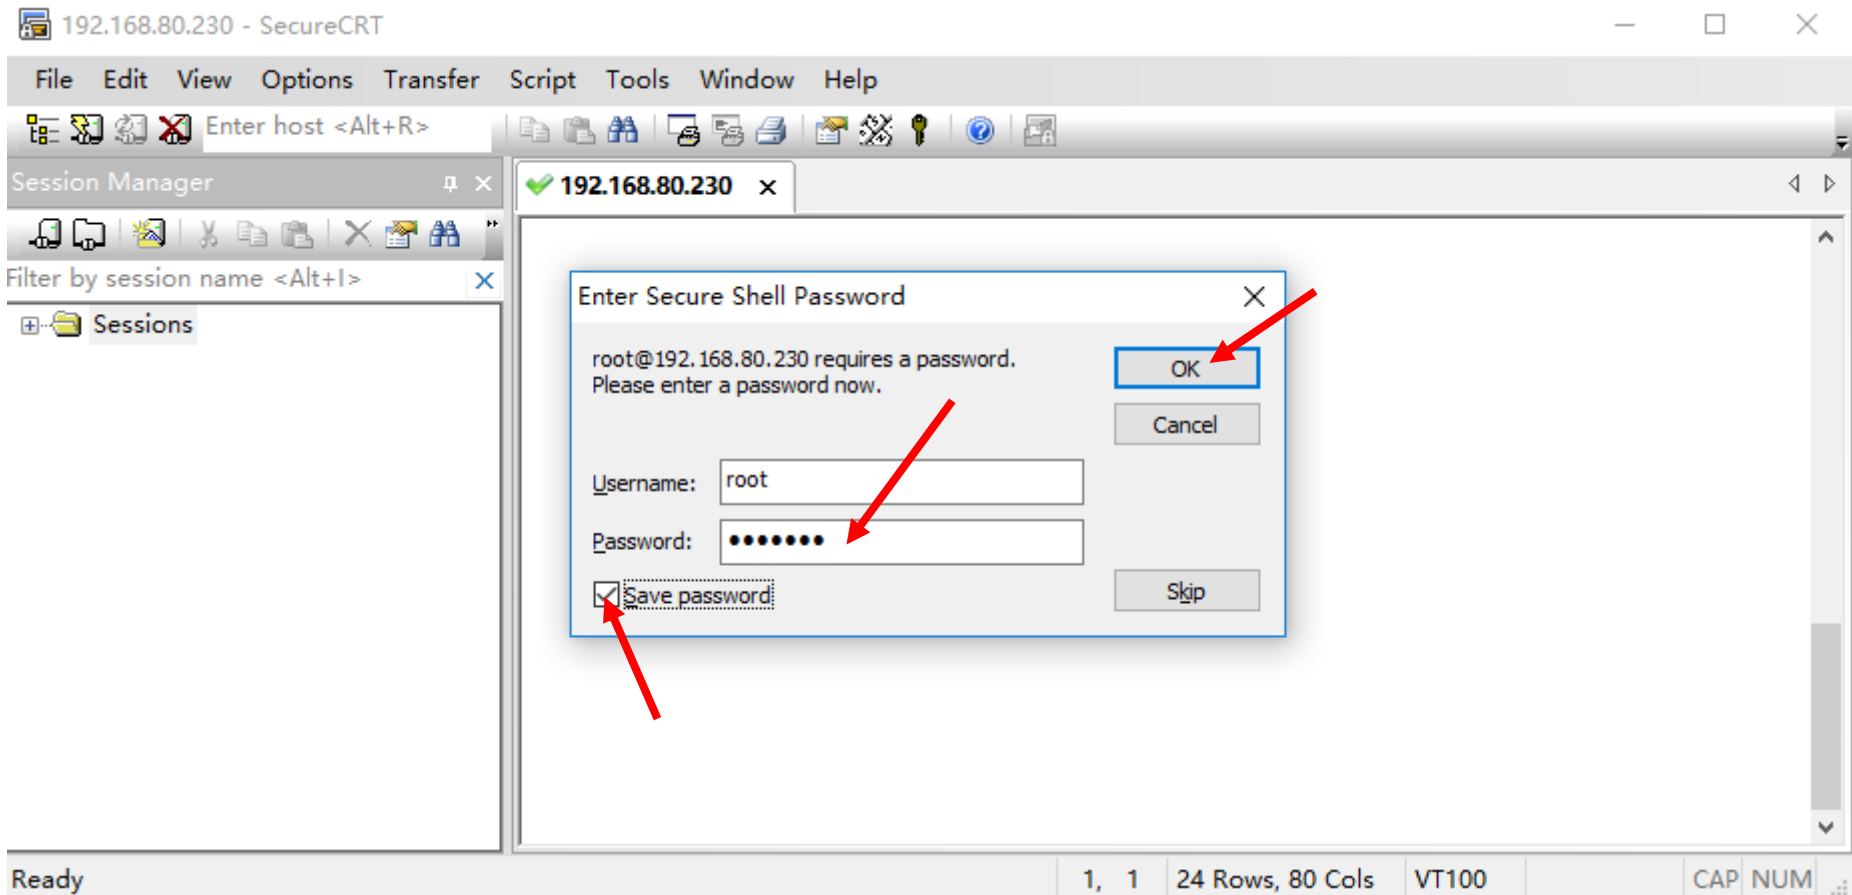 192.168.80.230 - SecureCRT
File Edit View Options Transfer Script Tools Window Help
Enter host <Alt+R>
Session Manager
192.168.80.230
Filter by session name <Alt+I>
Sessions
Enter Secure Shell Password
root@192.168.80.230 requires a password.
Please enter a password now.
OK
Cancel
Username: root
Password: •••••••
Save password
Skip
Ready 1, 1 24 Rows, 80 Cols VT100 CAP NUM